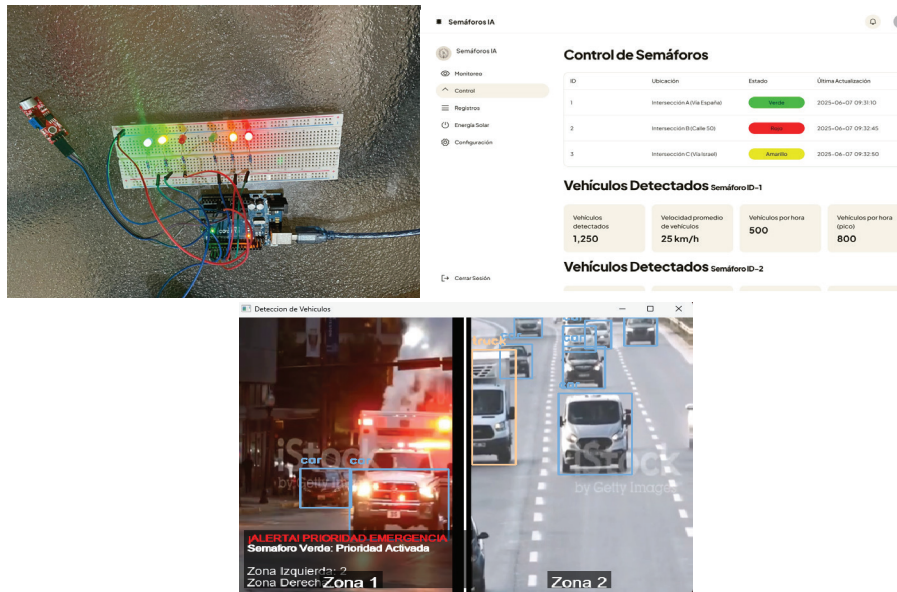 Semáforos IA
Semáforos IA
Monitoreo
Control
Registros
Energía Solar
Configuración
Cerrar Sesión
Control de Semáforos
ID Ubicación Estado Última Actualización
1 Intersección A (Vía España) Verde 2025-06-07 09:31:10
2 Intersección B (Calle 50) Rojo 2025-06-07 09:32:45
3 Intersección C (Vía Israel) Amarillo 2025-06-07 09:32:50
Vehículos Detectados Semáforo ID-1
Vehículos detectados
1,250
Velocidad promedio de vehículos
25 km/h
Vehículos por hora
500
Vehículos por hora (pico)
800
Vehículos Detectados Semáforo ID-2
Deteccion de Vehiculos
car
iStock
by Getty Images
¡ALERTA! PRIORIDAD EMERGENCIA
Semaforo Verde: Prioridad Activada
Zona Izquierda: 2
Zona 1
truck
car
car
iStock
by Getty Images
Zona 2